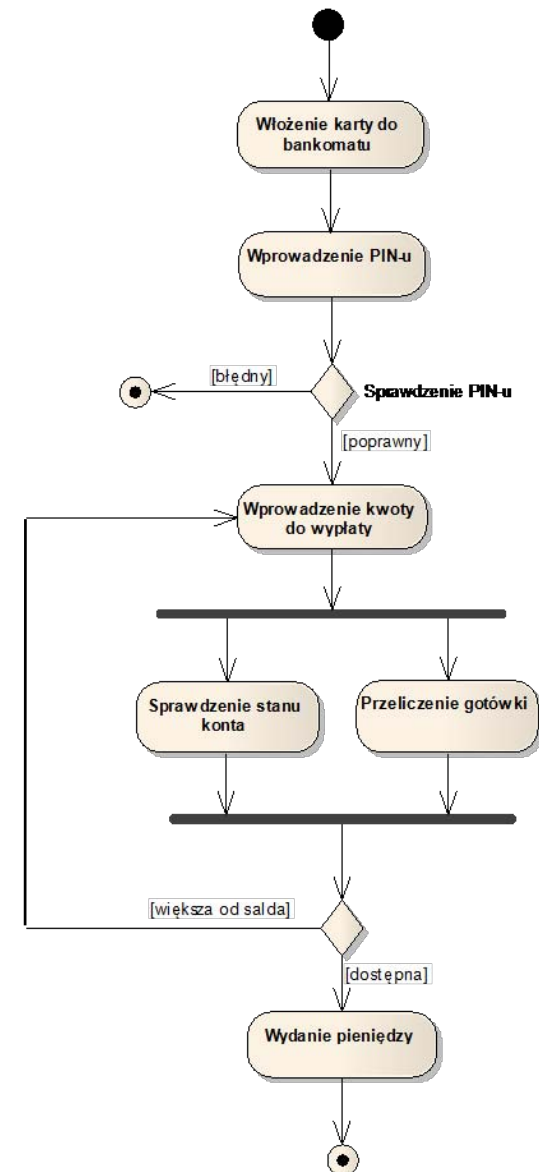 Włożenie karty do
bankomatu
Wprowadzenie PIN-u
[błędny]
Sprawdzenie PIN-u
[poprawny]
Wprowadzenie kwoty
do wypłaty
Sprawdzenie stanu
konta
Przeliczenie gotówki
[większa od salda]
[dostępna]
Wydanie pieniędzy